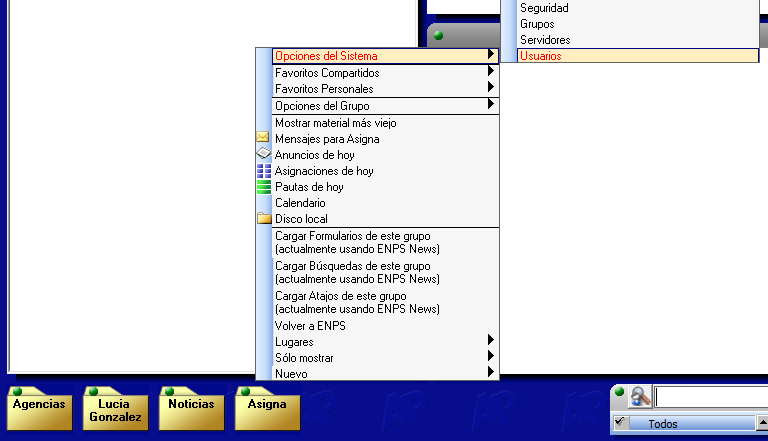 Seguridad
Grupos
Servidores
Usuarios
Opciones del Sistema
Favoritos Compartidos
Favoritos Personales
Opciones del Grupo
Mostrar material más viejo
Mensajes para Asigna
Anuncios de hoy
Asignaciones de hoy
Pautas de hoy
Calendario
Disco local
Cargar Formularios de este grupo
(actualmente usando ENPS News)
Cargar Búsquedas de este grupo
(actualmente usando ENPS News)
Cargar Atajos de este grupo
(actualmente usando ENPS News)
Volver a ENPS
Lugares
Sólo mostrar
Nuevo
Agencias
Lucia
Gonzalez
Noticias
Asigna
Todos